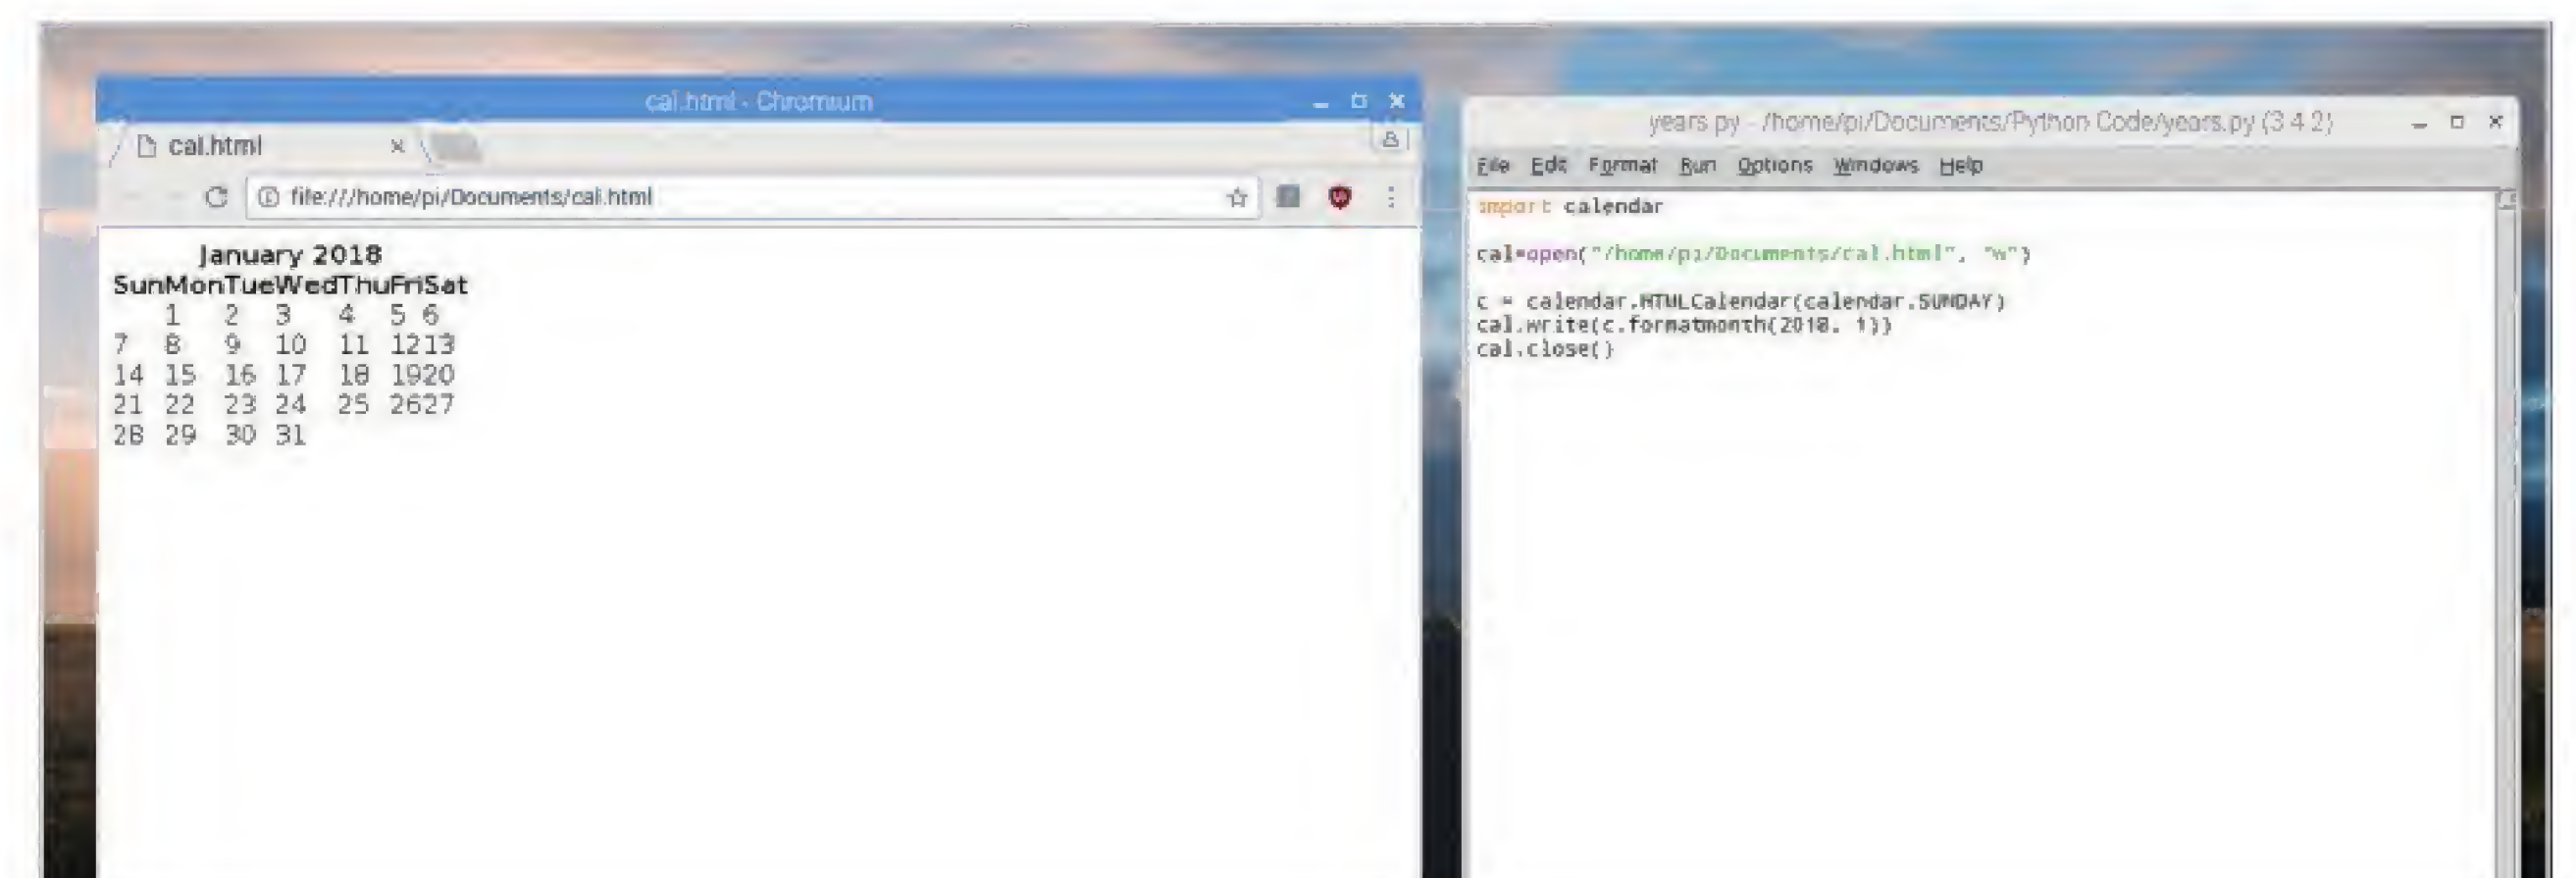 cal.html - Chromium
cal.html
file:///home/pi/Documents/cal.html
January 2018
SunMonTueWedThuFriSat
1 2 3 4 5 6
7 8 9 10 11 1213
14 15 16 17 18 1920
21 22 23 24 25 2627
28 29 30 31
years.py - /home/pi/Documents/Python Code/years.py (3.4.2)
File Edit Format Run Options Windows Help
import calendar
cal=open("/home/pi/Documents/cal.html", "w")
c = calendar.HTMLCalendar(calendar.SUNDAY)
cal.write(c.formatmonth(2018, 1))
cal.close()